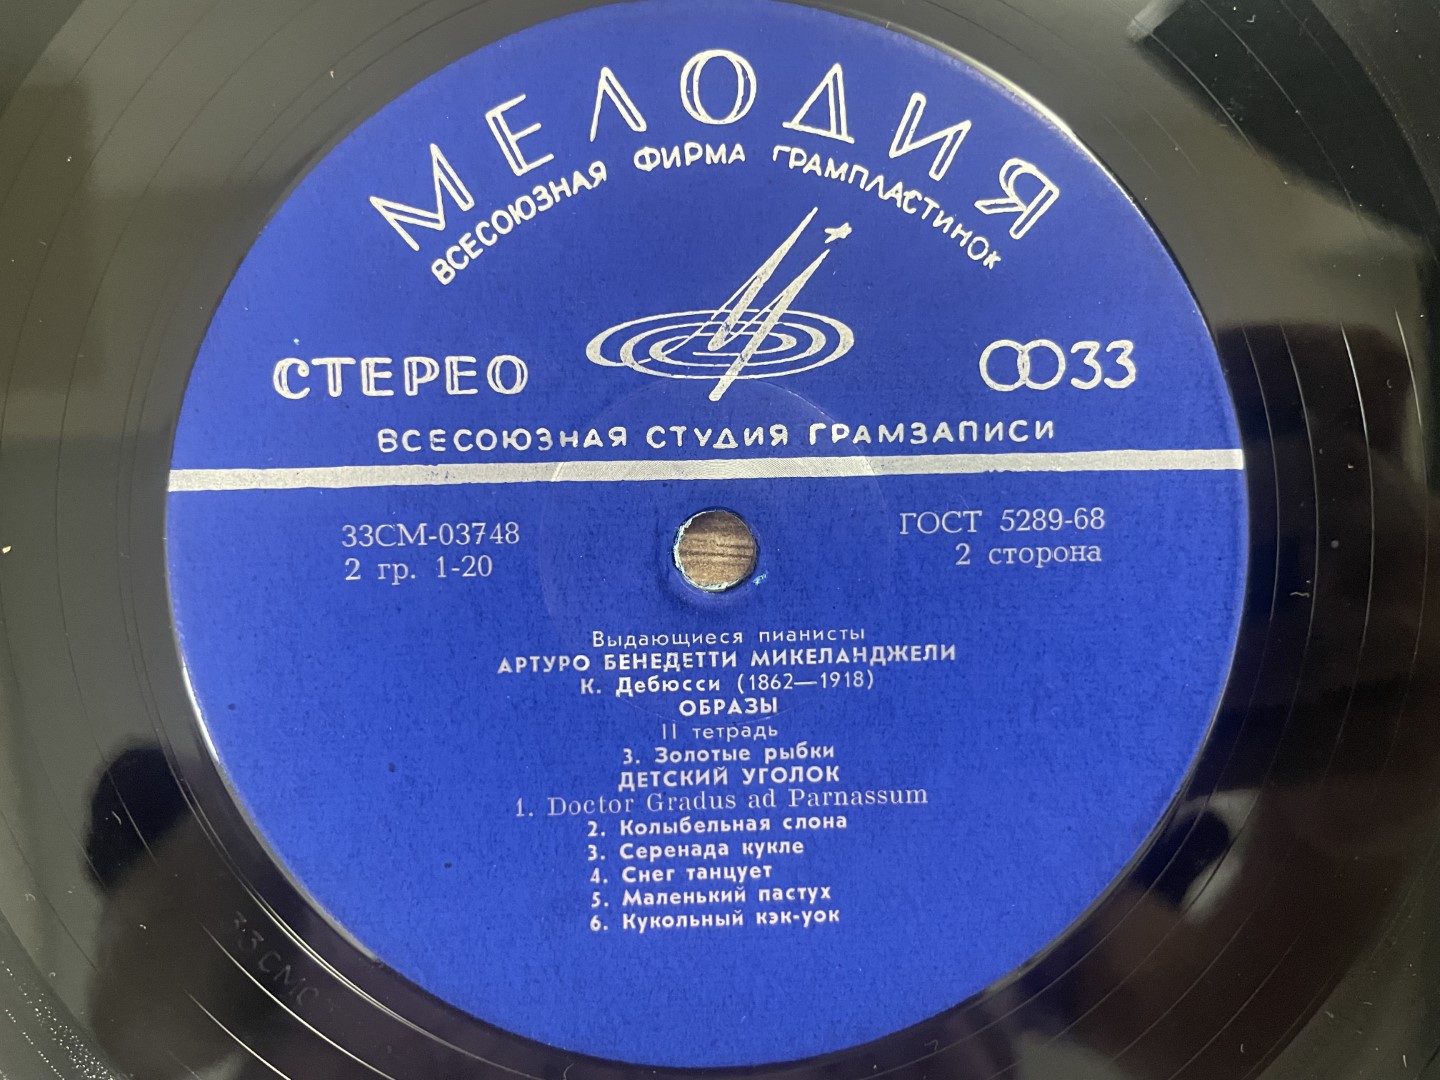 МЕЛОДИЯ
ВСЕСОЮЗНАЯ ФИРМА ГРАМПЛАСТИНОК
СТЕРЕО
33
ВСЕСОЮЗНАЯ СТУДИЯ ГРАМЗАПИСИ
33СМ-03748
2 гр. 1-20
ГОСТ 5289-68
2 сторона
Выдающиеся пианисты
АРТУРО БЕНЕДЕТТИ МИКЕЛАНДЖЕЛИ
К. Дебюсси (1862—1918)
ОБРАЗЫ
II тетрадь
3. Золотые рыбки
ДЕТСКИЙ УГОЛОК
1. Doctor Gradus ad Parnassum
2. Колыбельная слона
3. Серенада кукле
4. Снег танцует
5. Маленький пастух
6. Кукольный кэк-уок